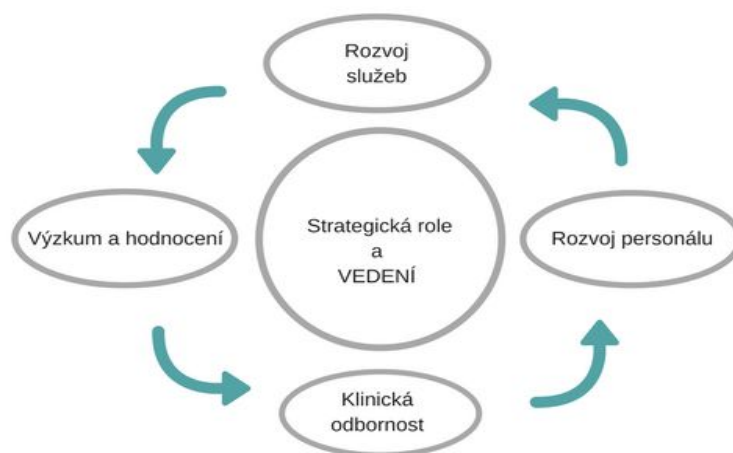 Rozvoj
služeb
Výzkum a hodnocení
Strategická role
a
VEDENÍ
Rozvoj personálu
Klinická
odbornost